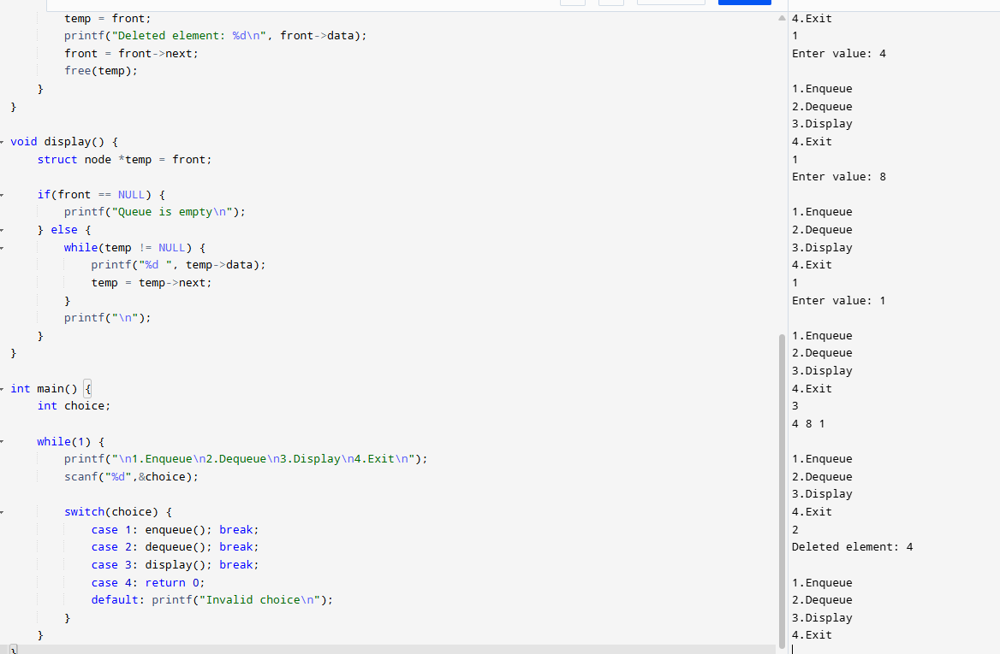 temp = front;
        printf("Deleted element: %d\n", front->data);
        front = front->next;
        free(temp);
    }
}

void display() {
    struct node *temp = front;

    if(front == NULL) {
        printf("Queue is empty\n");
    } else {
        while(temp != NULL) {
            printf("%d ", temp->data);
            temp = temp->next;
        }
        printf("\n");
    }
}

int main() {
    int choice;

    while(1) {
        printf("\n1.Enqueue\n2.Dequeue\n3.Display\n4.Exit\n");
        scanf("%d",&choice);

        switch(choice) {
            case 1: enqueue(); break;
            case 2: dequeue(); break;
            case 3: display(); break;
            case 4: return 0;
            default: printf("Invalid choice\n");
        }
    }
}
4.Exit
1
Enter value: 4

1.Enqueue
2.Dequeue
3.Display
4.Exit
1
Enter value: 8

1.Enqueue
2.Dequeue
3.Display
4.Exit
1
Enter value: 1

1.Enqueue
2.Dequeue
3.Display
4.Exit
3
4 8 1

1.Enqueue
2.Dequeue
3.Display
4.Exit
2
Deleted element: 4

1.Enqueue
2.Dequeue
3.Display
4.Exit